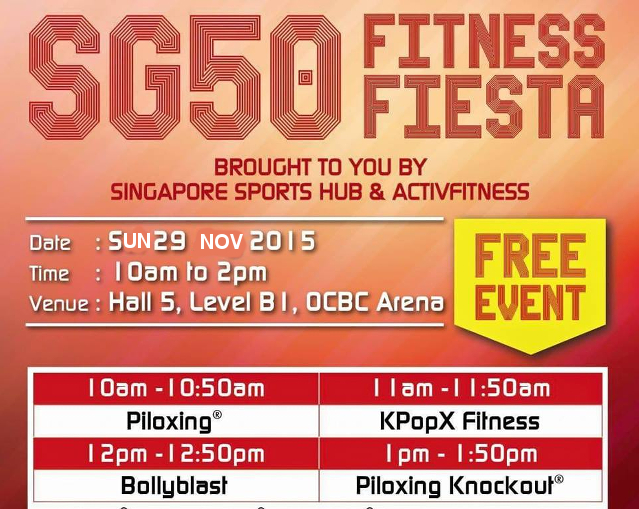 SG50 FITNESS
FIESTA
BROUGHT TO YOU BY
SINGAPORE SPORTS HUB & ACTIVFITNESS
Date : SUN 29 NOV 2015
Time : 10am to 2pm
Venue : Hall 5, Level B1, OCBC Arena
FREE
EVENT
10am -10:50am 11am -11:50am
Piloxing® KPopX Fitness
12pm -12:50pm 1pm - 1:50pm
Bollyblast Piloxing Knockout®